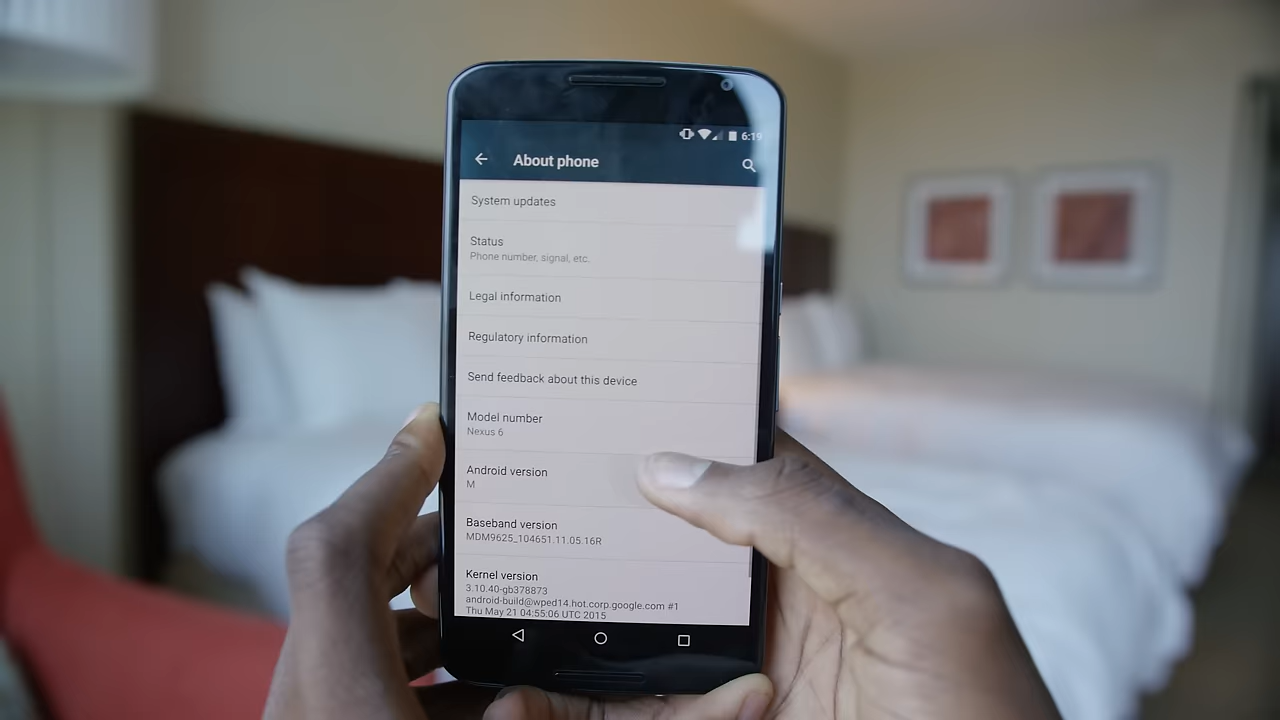 6:19
About phone
System updates
Status
Phone number, signal, etc.
Legal information
Regulatory information
Send feedback about this device
Model number
Nexus 6
Android version
M
Baseband version
MDM9625_104651.11.05.16R
Kernel version
3.10.40-gb378873
android-build@wped14.hot.corp.google.com #1
Thu May 21 04:55:06 UTC 2015